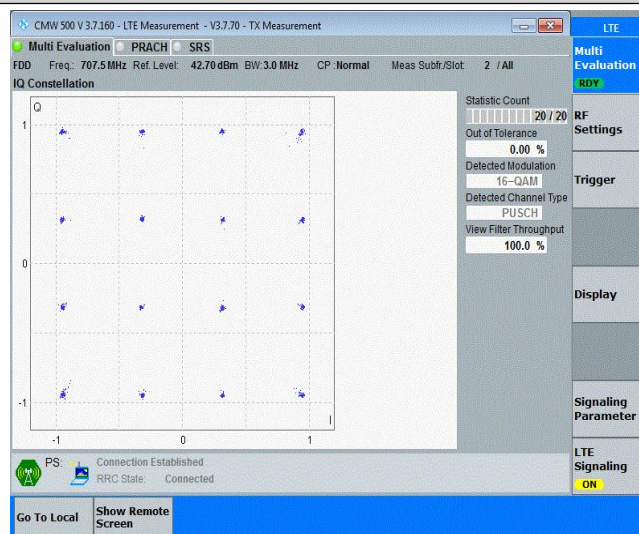 CMW 500 V 3.7.160 - LTE Measurement - V3.7.70 - TX Measurement
LTE
Multi Evaluation PRACH SRS
FDD Freq.: 707.5 MHz Ref. Level: 42.70 dBm BW: 3.0 MHz CP :Normal Meas Subfr./Slot: 2 / All
IQ Constellation
Q
1
0
-1
-1 0 1
I
Statistic Count
20 / 20
Out of Tolerance
0.00 %
Detected Modulation
16-QAM
Detected Channel Type
PUSCH
View Filter Throughput
100.0 %
Multi
Evaluation
RDY
RF
Settings
Trigger
Display
Signaling
Parameter
LTE
Signaling
ON
PS: Connection Established
RRC State: Connected
Go To Local
Show Remote
Screen